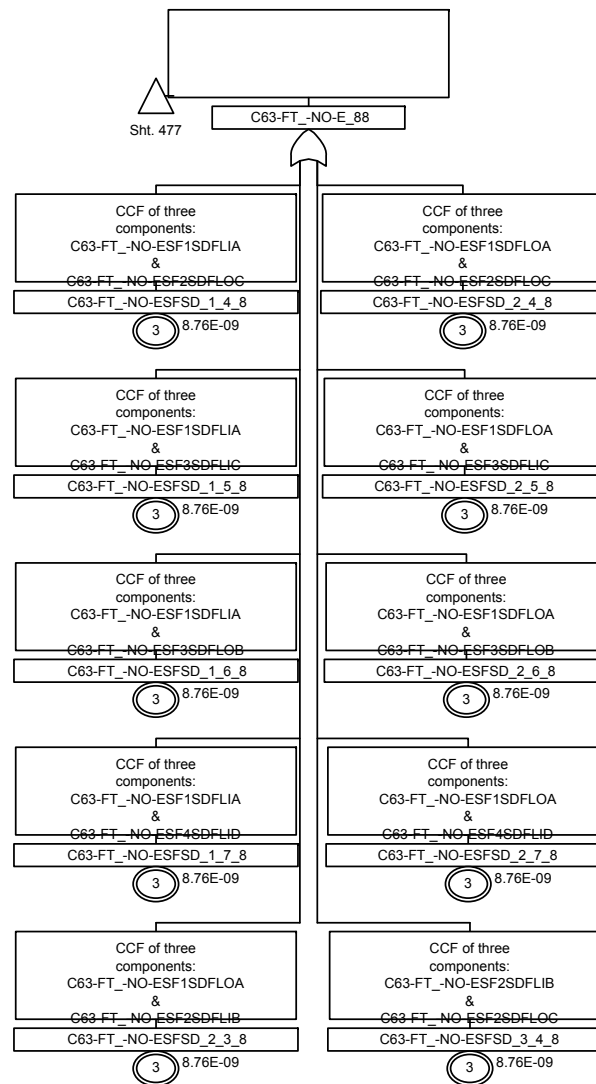 C63-FT_-NO-E_88
Sht. 477
CCF of three
components:
C63-FT_-NO-ESF1SDFLIA
&
C63-FT_-NO-ESF2SDFLOC
C63-FT_-NO-ESFSD_1_4_8
3
8.76E-09
CCF of three
components:
C63-FT_-NO-ESF1SDFLOA
&
C63-FT_-NO-ESF2SDFLOC
C63-FT_-NO-ESFSD_2_4_8
3
8.76E-09
CCF of three
components:
C63-FT_-NO-ESF1SDFLIA
&
C63-FT_-NO-ESF3SDFLIC
C63-FT_-NO-ESFSD_1_5_8
3
8.76E-09
CCF of three
components:
C63-FT_-NO-ESF1SDFLOA
&
C63-FT_-NO-ESF3SDFLIC
C63-FT_-NO-ESFSD_2_5_8
3
8.76E-09
CCF of three
components:
C63-FT_-NO-ESF1SDFLIA
&
C63-FT_-NO-ESF3SDFLOB
C63-FT_-NO-ESFSD_1_6_8
3
8.76E-09
CCF of three
components:
C63-FT_-NO-ESF1SDFLOA
&
C63-FT_-NO-ESF3SDFLOB
C63-FT_-NO-ESFSD_2_6_8
3
8.76E-09
CCF of three
components:
C63-FT_-NO-ESF1SDFLIA
&
C63-FT_-NO-ESF4SDFLID
C63-FT_-NO-ESFSD_1_7_8
3
8.76E-09
CCF of three
components:
C63-FT_-NO-ESF1SDFLOA
&
C63-FT_-NO-ESF4SDFLID
C63-FT_-NO-ESFSD_2_7_8
3
8.76E-09
CCF of three
components:
C63-FT_-NO-ESF1SDFLOA
&
C63-FT_-NO-ESF2SDFLIB
C63-FT_-NO-ESFSD_2_3_8
3
8.76E-09
CCF of three
components:
C63-FT_-NO-ESF2SDFLIB
&
C63-FT_-NO-ESF2SDFLOC
C63-FT_-NO-ESFSD_3_4_8
3
8.76E-09